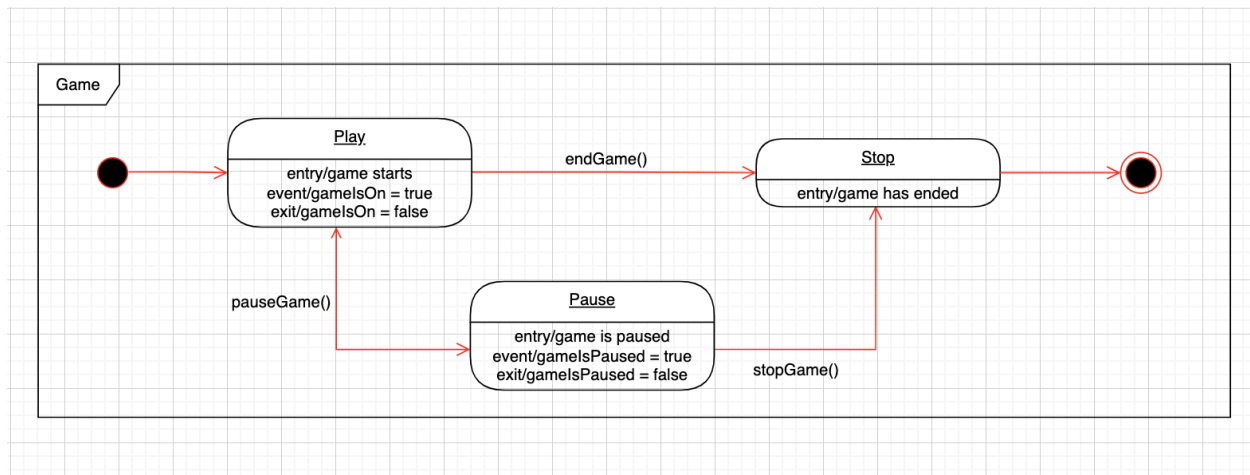 Game
Play
entry/game starts
event/gameIsOn = true
exit/gameIsOn = false
endGame()
Stop
entry/game has ended
pauseGame()
Pause
entry/game is paused
event/gameIsPaused = true
exit/gameIsPaused = false
stopGame()